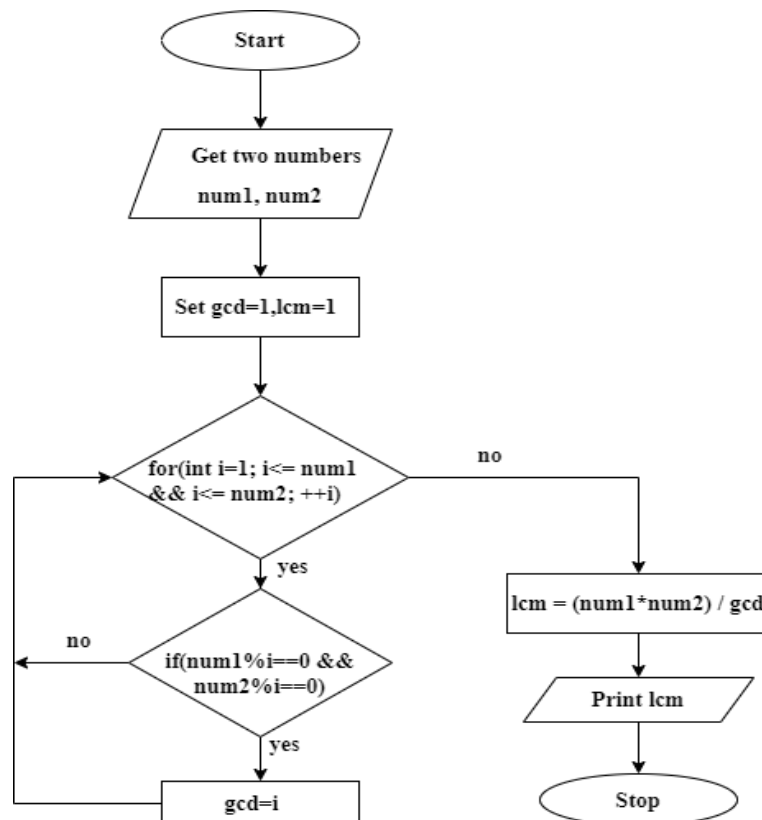 Start
Get two numbers
num1, num2
Set gcd=1,lcm=1
for(int i=1; i<= num1
&& i<= num2; ++i)
no
yes
lcm = (num1*num2) / gcd
no
if(num1%i==0 &&
num2%i==0)
Print lcm
yes
gcd=i
Stop